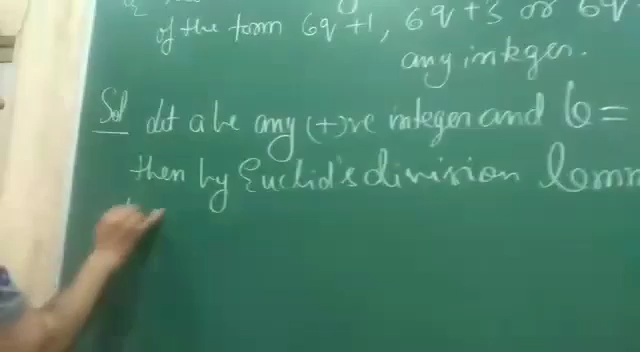 of the form 6q+1, 6q+3 or 6q
any integer.
Sol let a be any (+)ve integer and b=
then by Euclid's division lemm